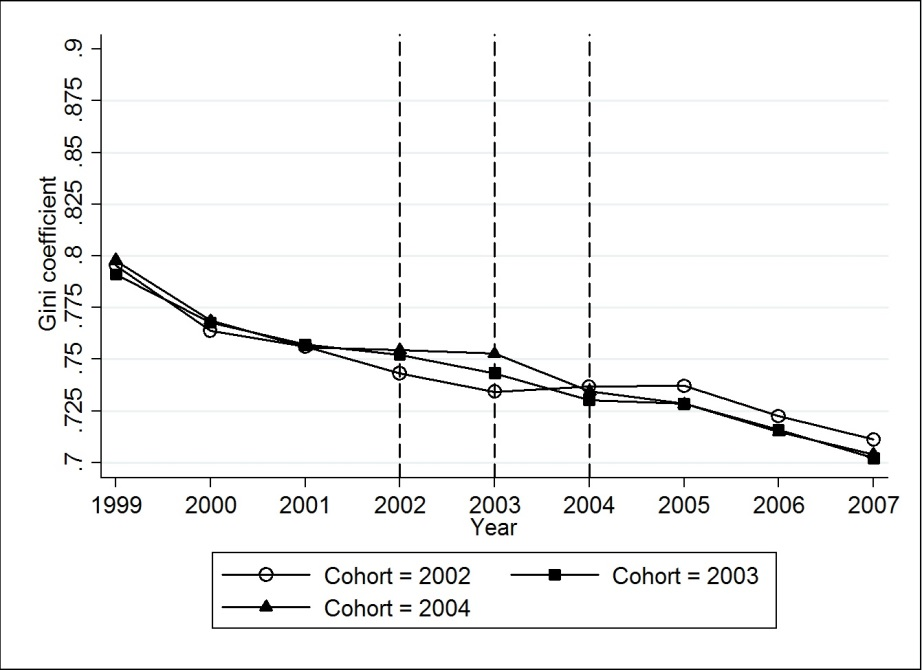 Gini coefficient
.9
.875
.85
.825
.8
.775
.75
.725
.7
1999 2000 2001 2002 2003 2004 2005 2006 2007
Year
Cohort = 2002 Cohort = 2003
Cohort = 2004